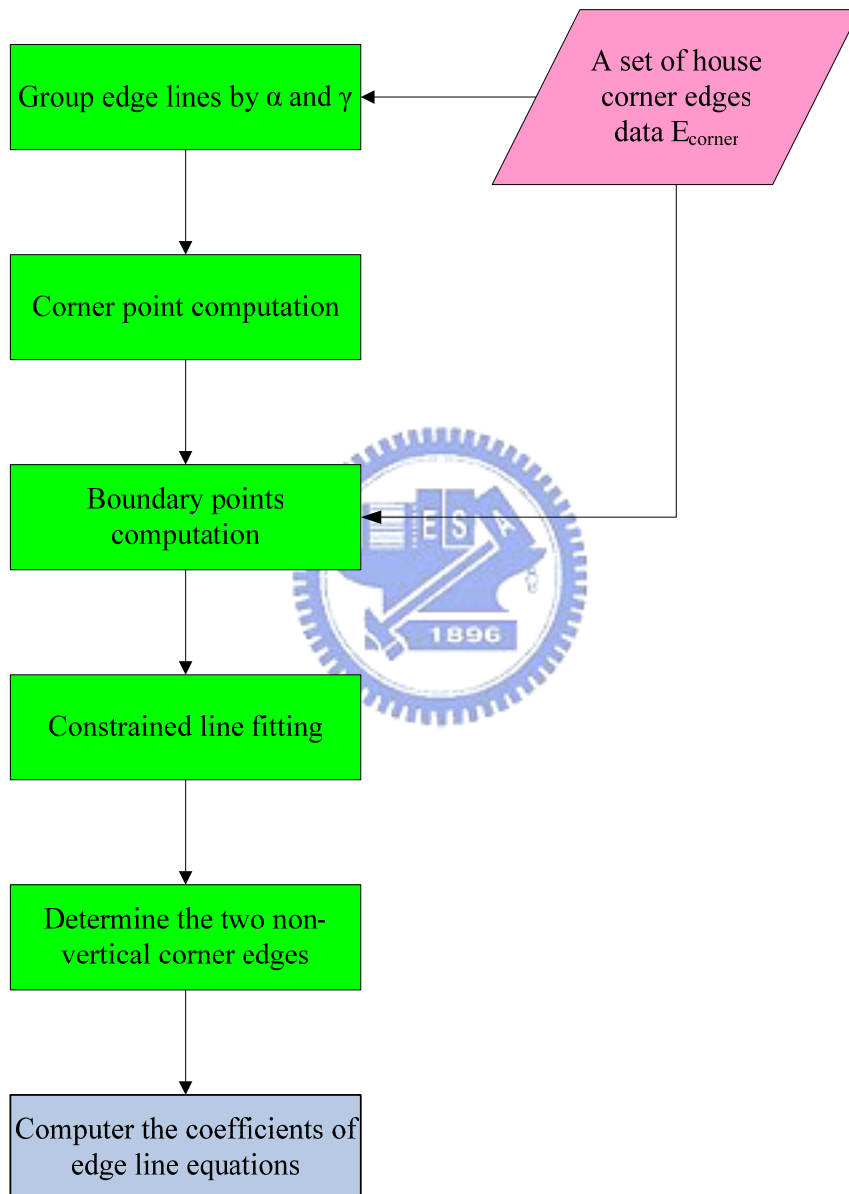 Group edge lines by α and γ
A set of house
corner edges
data E_corner
Corner point computation
Boundary points
computation
E S A
1896
Constrained line fitting
Determine the two non-
vertical corner edges
Computer the coefficients of
edge line equations